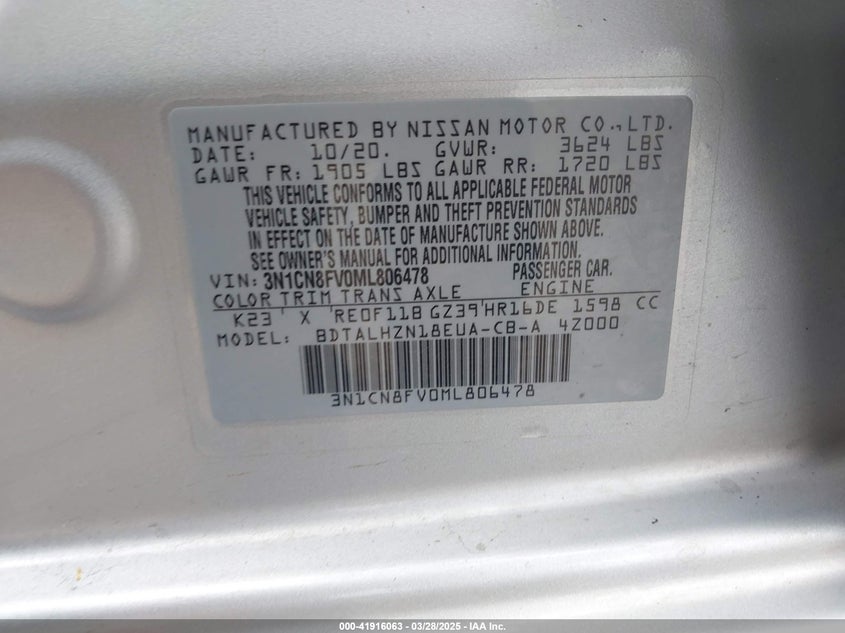 MANUFACTURED BY NISSAN MOTOR CO., LTD.
DATE: 10/20. GVWR: 3624 LBS
GAWR FR: 1905 LBS GAWR RR: 1720 LBS
THIS VEHICLE CONFORMS TO ALL APPLICABLE FEDERAL MOTOR
VEHICLE SAFETY, BUMPER AND THEFT PREVENTION STANDARDS
IN EFFECT ON THE DATE OF MANUFACTURE SHOWN ABOVE.
SEE OWNER'S MANUAL FOR ADDITIONAL INFORMATION.
VIN: 3N1CN8FV0ML806478 PASSENGER CAR.
COLOR TRIM TRANS AXLE ENGINE
K23 ' X 'RE0F11B GZ39'HR16DE 1598 CC
MODEL: BDTALHZN18EUA-CB-A 4Z000
3N1CN8FV0ML806478
000-41916063 — 03/28/2025 — IAA Inc.